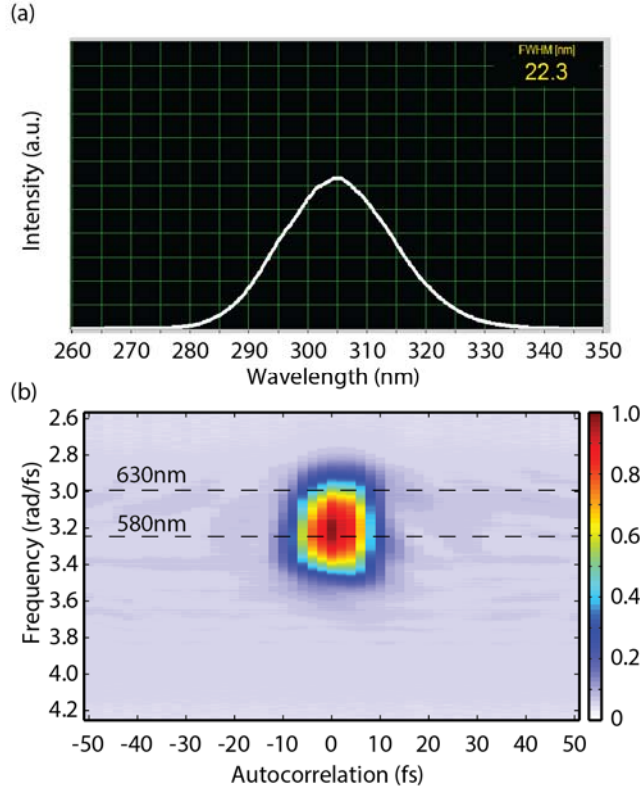 (a)
Intensity (a.u.)
FWHM [nm]
22.3
260 270 280 290 300 310 320 330 340 350
Wavelength (nm)
(b)
Frequency (rad/fs)
2.6
2.8
3.0
3.2
3.4
3.6
3.8
4.0
4.2
630nm
580nm
1.0
0.8
0.6
0.4
0.2
0
-50 -40 -30 -20 -10 0 10 20 30 40 50
Autocorrelation (fs)